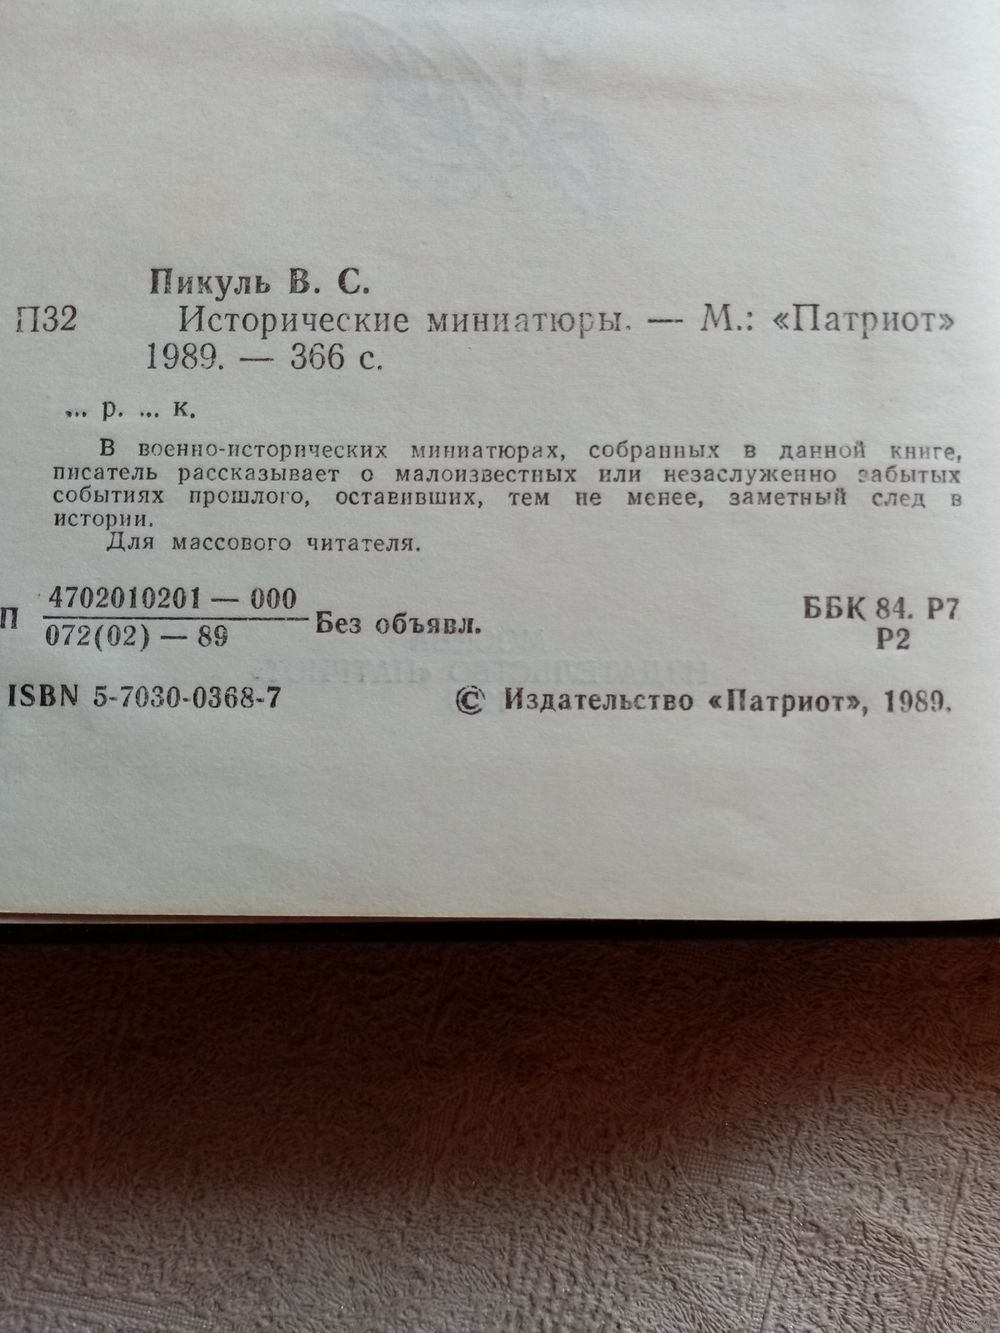 Пикуль В. С.
П32 Исторические миниатюры. — М.: «Патриот»
1989. — 366 с.
... р. ... к.
В военно-исторических миниатюрах, собранных в данной книге,
писатель рассказывает о малоизвестных или незаслуженно забытых
событиях прошлого, оставивших, тем не менее, заметный след в
истории.
Для массового читателя.
П 4702010201 — 000
072(02) — 89 Без объявл.
ББК 84. Р7
Р2
ISBN 5-7030-0368-7 © Издательство «Патриот», 1989.